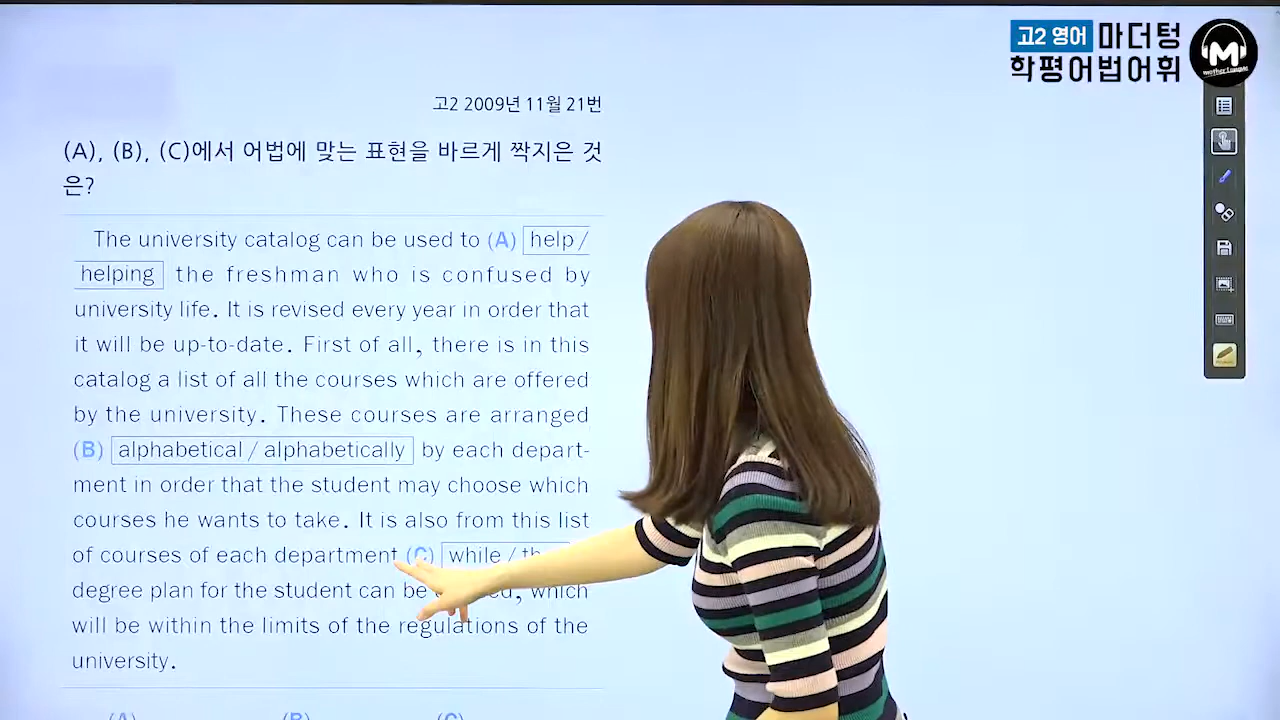 고2 영어 마더텅
학평어법어휘
M
고2 2009년 11월 21번
(A), (B), (C)에서 어법에 맞는 표현을 바르게 짝지은 것
은?
The university catalog can be used to (A) help /
helping the freshman who is confused by
university life. It is revised every year in order that
it will be up-to-date. First of all, there is in this
catalog a list of all the courses which are offered
by the university. These courses are arranged
(B) alphabetical / alphabetically by each depart-
ment in order that the student may choose which
courses he wants to take. It is also from this list
of courses of each department (C) while /
degree plan for the student can be which
will be within the limits of the regulations of the
university.
(A) (B) (C)